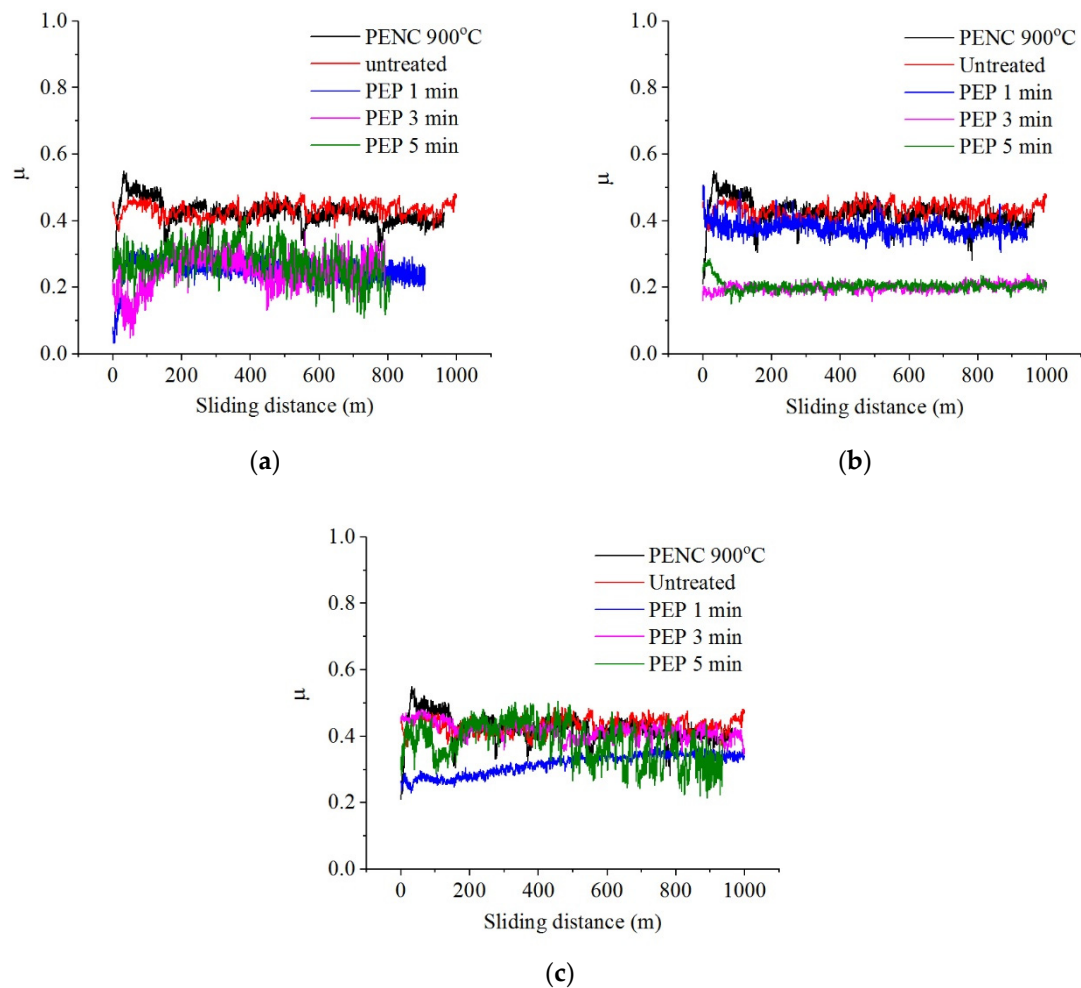 1.0
0.8
0.6
0.4
0.2
0.0
μ
PENC 900°C
untreated
PEP 1 min
PEP 3 min
PEP 5 min
0 200 400 600 800 1000
Sliding distance (m)
(a)
1.0
0.8
0.6
0.4
0.2
0.0
μ
PENC 900°C
Untreated
PEP 1 min
PEP 3 min
PEP 5 min
0 200 400 600 800 1000
Sliding distance (m)
(b)
1.0
0.8
0.6
0.4
0.2
0.0
μ
PENC 900°C
Untreated
PEP 1 min
PEP 3 min
PEP 5 min
0 200 400 600 800 1000
Sliding distance (m)
(c)